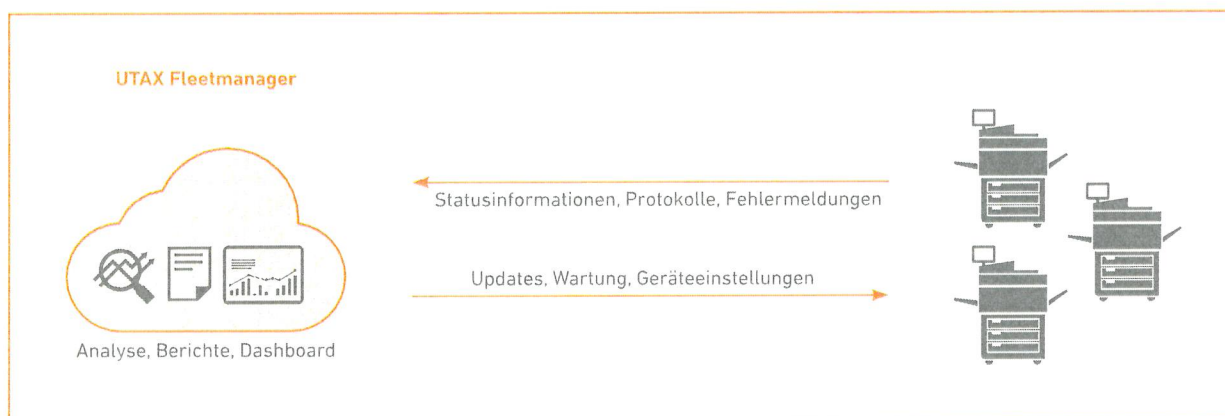 UTAX Fleetmanager
Statusinformationen, Protokolle, Fehlermeldungen
Updates, Wartung, Geräteeinstellungen
Analyse, Berichte, Dashboard